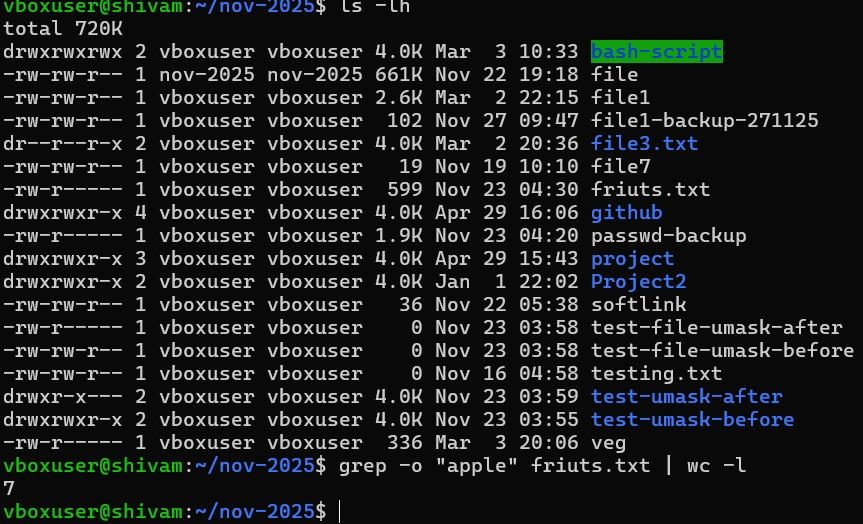 vboxuser@shivam:~/nov-2025$ ls -lh
total 720K
drwxrwxrwx 2 vboxuser vboxuser 4.0K Mar  3 10:33 bash-script
-rw-rw-r-- 1 nov-2025 nov-2025 661K Nov 22 19:18 file
-rw-rw-r-- 1 vboxuser vboxuser 2.6K Mar  2 22:15 file1
-rw-rw-r-- 1 vboxuser vboxuser  102 Nov 27 09:47 file1-backup-271125
dr--r--r-x 2 vboxuser vboxuser 4.0K Mar  2 20:36 file3.txt
-rw-rw-r-- 1 vboxuser vboxuser   19 Nov 19 10:10 file7
-rw-r----- 1 vboxuser vboxuser  599 Nov 23 04:30 friuts.txt
drwxrwxr-x 4 vboxuser vboxuser 4.0K Apr 29 16:06 github
-rw-r----- 1 vboxuser vboxuser 1.9K Nov 23 04:20 passwd-backup
drwxrwxr-x 3 vboxuser vboxuser 4.0K Apr 29 15:43 project
drwxrwxr-x 2 vboxuser vboxuser 4.0K Jan  1 22:02 Project2
-rw-rw-r-- 1 vboxuser vboxuser   36 Nov 22 05:38 softlink
-rw-r----- 1 vboxuser vboxuser    0 Nov 23 03:58 test-file-umask-after
-rw-rw-r-- 1 vboxuser vboxuser    0 Nov 23 03:58 test-file-umask-before
-rw-rw-r-- 1 vboxuser vboxuser    0 Nov 16 04:58 testing.txt
drwxr-x--- 2 vboxuser vboxuser 4.0K Nov 23 03:59 test-umask-after
drwxrwxr-x 2 vboxuser vboxuser 4.0K Nov 23 03:55 test-umask-before
-rw-r----- 1 vboxuser vboxuser  336 Mar  3 20:06 veg
vboxuser@shivam:~/nov-2025$ grep -o "apple" friuts.txt | wc -l
7
vboxuser@shivam:~/nov-2025$